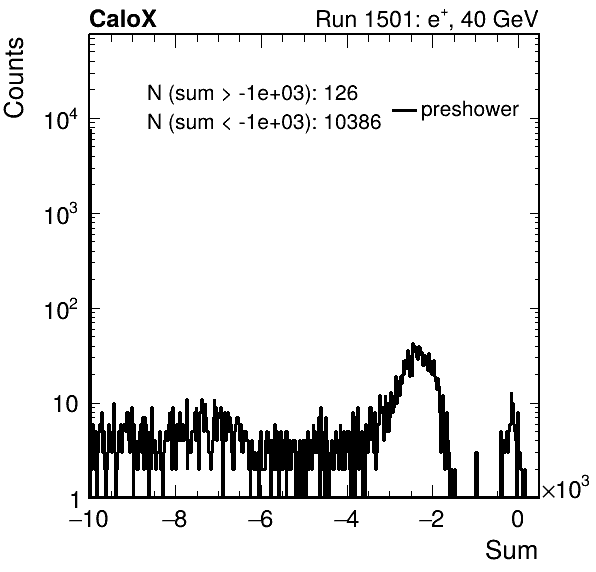 CaloX Run 1501: e⁺, 40 GeV
Counts
N (sum > -1e+03): 126
N (sum < -1e+03): 10386
preshower
10⁴
10³
10²
10
1
−10 −8 −6 −4 −2 0
×10³
Sum